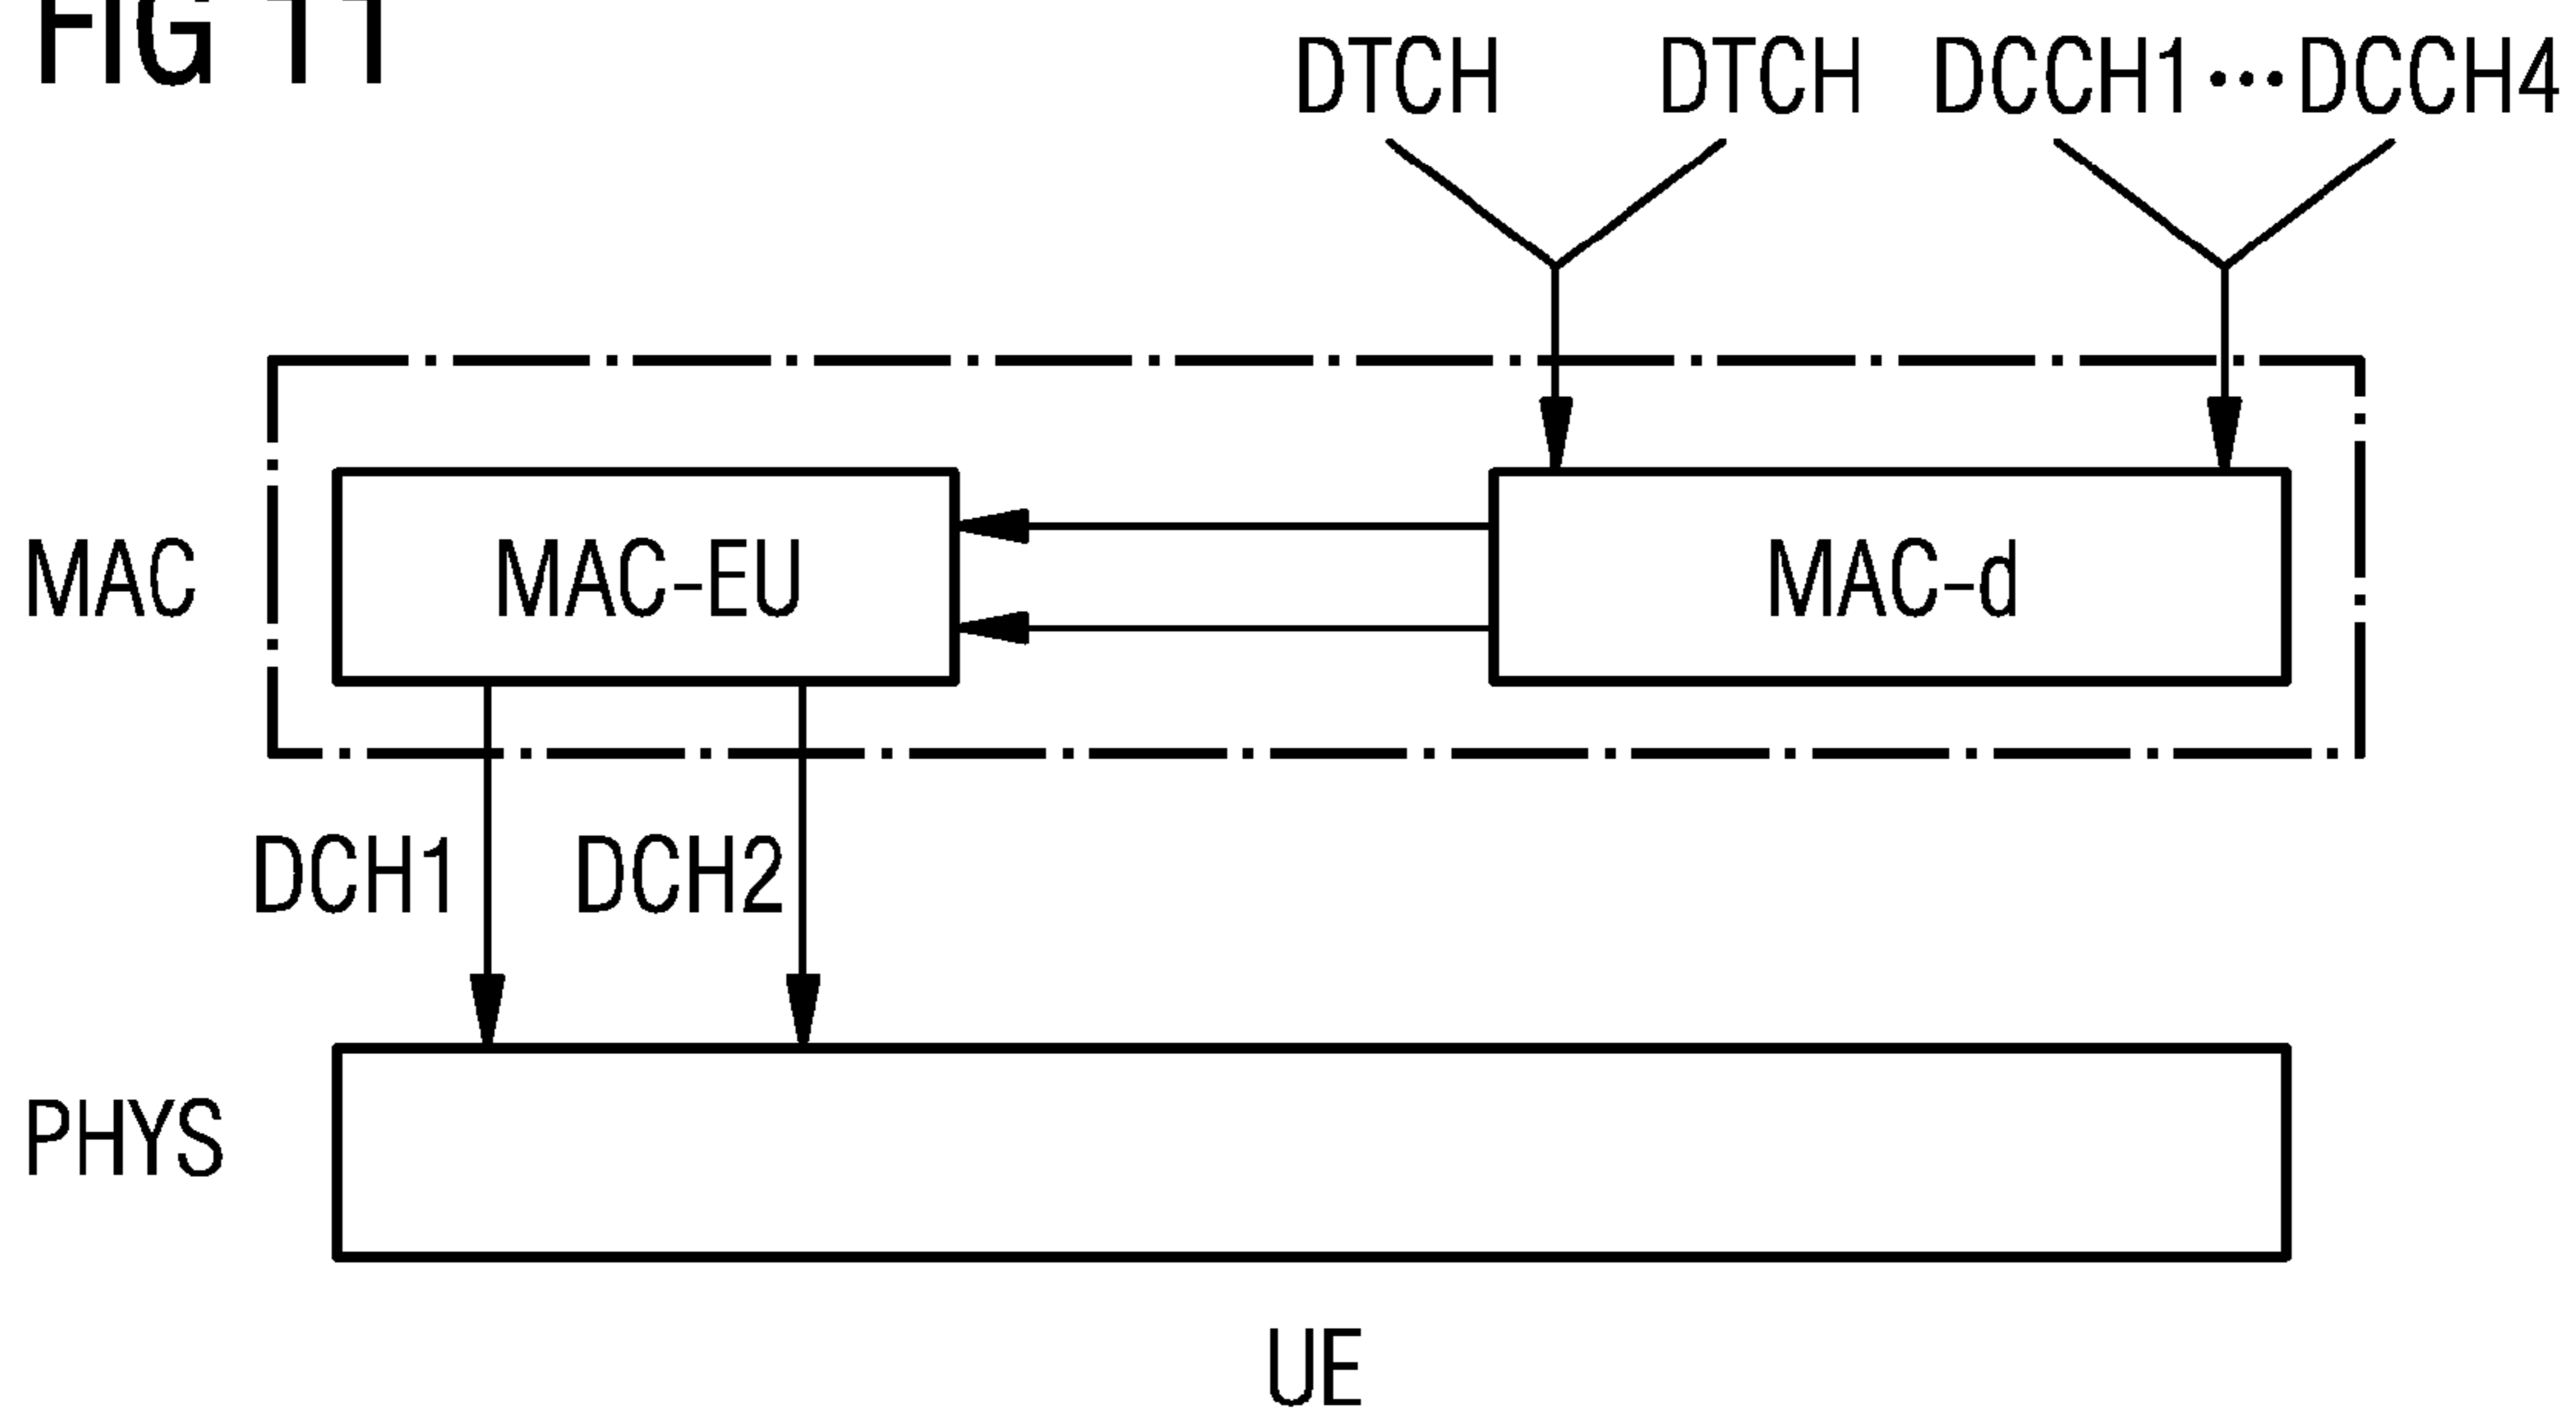 FIG 11
DTCH DTCH DCCH1...DCCH4
MAC MAC-EU MAC-d
DCH1 DCH2
PHYS
UE